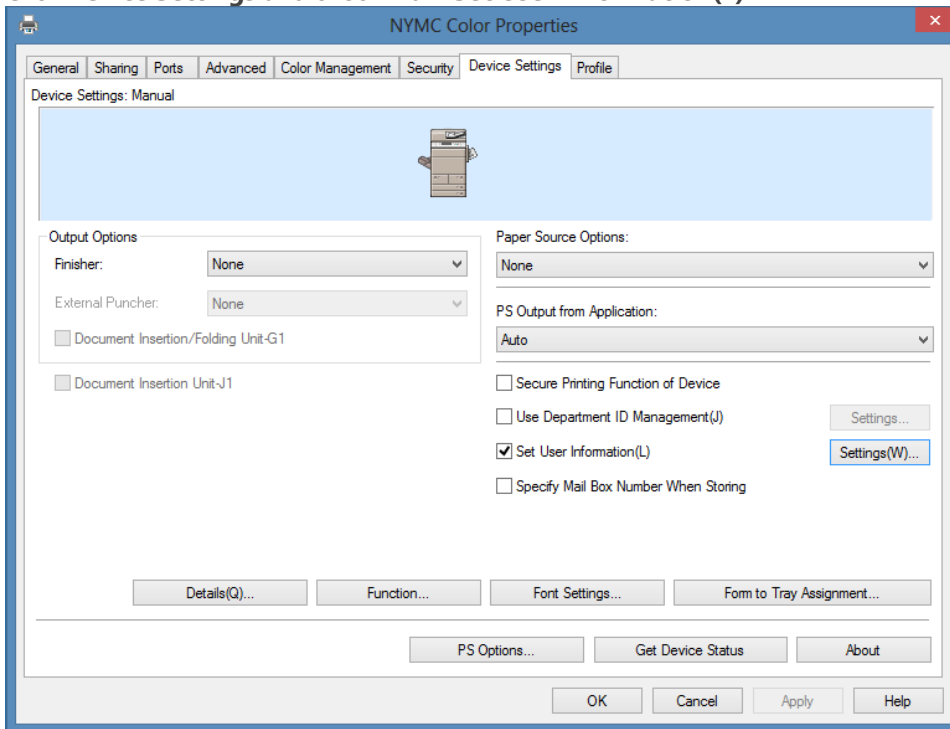 NYMC Color Properties
General Sharing Ports Advanced Color Management Security Device Settings Profile
Device Settings: Manual
Output Options
Finisher: None
External Puncher: None
Document Insertion/Folding Unit-G1
Document Insertion Unit-J1
Paper Source Options:
None
PS Output from Application:
Auto
Secure Printing Function of Device
Use Department ID Management(J) Settings...
Set User Information(L) Settings(W)...
Specify Mail Box Number When Storing
Details(Q)... Function... Font Settings... Form to Tray Assignment...
PS Options... Get Device Status About
OK Cancel Apply Help